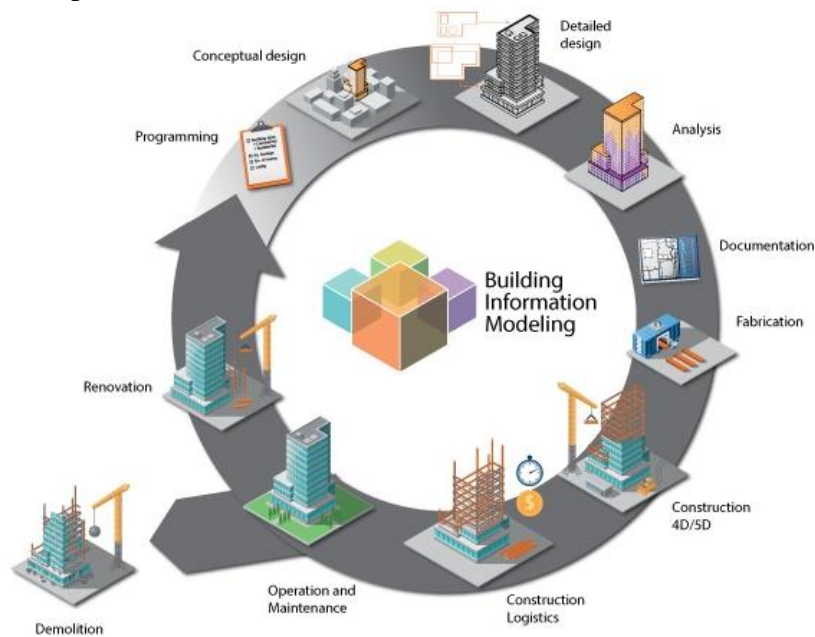 Conceptual design
Detailed
design
Programming
Analysis
Documentation
Building
Information
Modeling
Fabrication
Renovation
Construction
4D/5D
$
Operation and
Maintenance
Construction
Logistics
Demolition